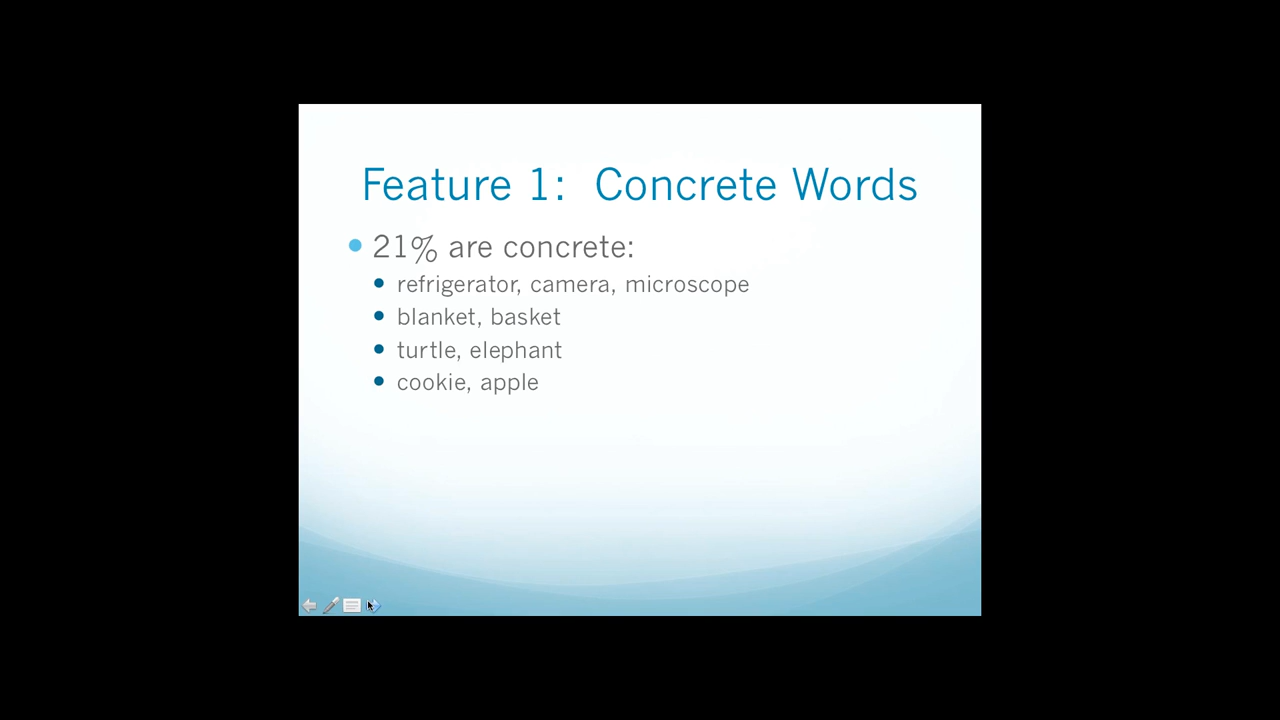 Feature 1: Concrete Words
21% are concrete:
refrigerator, camera, microscope
blanket, basket
turtle, elephant
cookie, apple